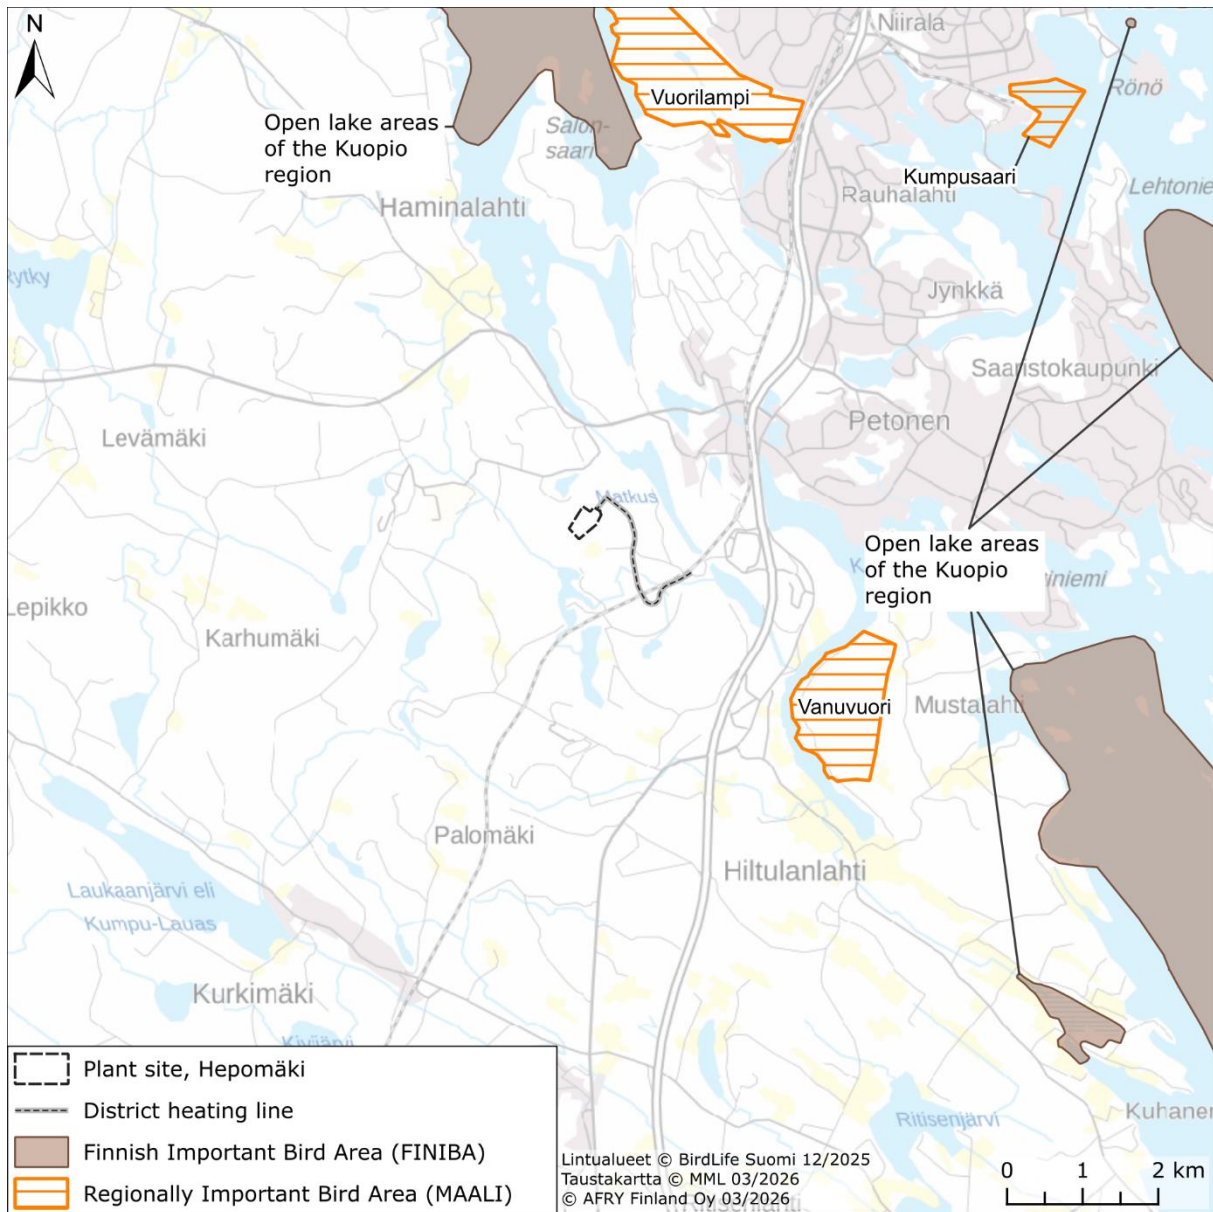 N
Niirala
Vuorilampi
Rönö
Open lake areas
of the Kuopio
region
Salon-
saari
Kumpusaari
Rauhalahti
Lehtonie
Haminalahti
Rytky
Jynkkä
Saaristokaupunki
Petonen
Levämäki
Matkus
Open lake areas
of the Kuopio
region
K
iniemi
Lepikko
Karhumäki
Vanuvuori
Mustalahti
Palomäki
Hiltulanlahti
Laukaanjärvi eli
Kumpu-Lauas
Kurkimäki
Kivijärvi
Ritisenjärvi
Kuhanen
Plant site, Hepomäki
District heating line
Finnish Important Bird Area (FINIBA)
Regionally Important Bird Area (MAALI)
Lintualueet © BirdLife Suomi 12/2025
Taustakartta © MML 03/2026
© AFRY Finland Oy 03/2026
Ritisenlahti
0 1 2 km